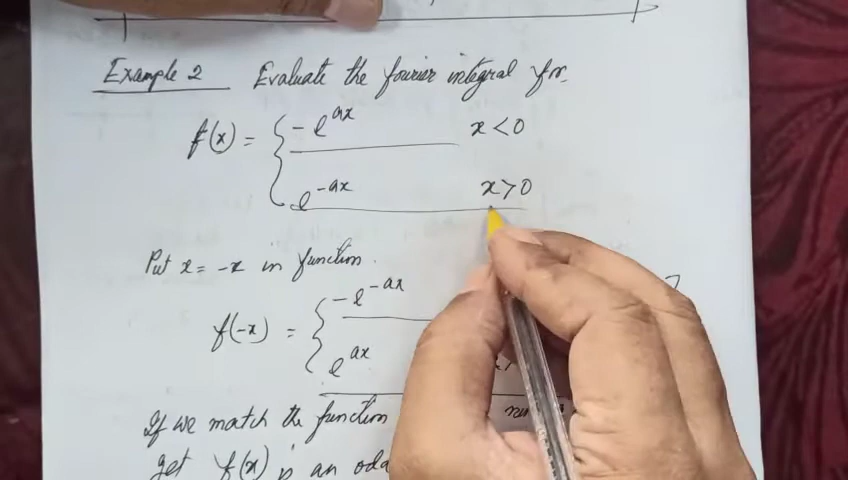 Example 2 Evaluate the fourier integral for
f(x) = { -e^{ax} x < 0
e^{-ax} x > 0
Put x = -x in function.
f(-x) = { -e^{-ax}
e^{ax}
If we match the function
get f(x) is an odd